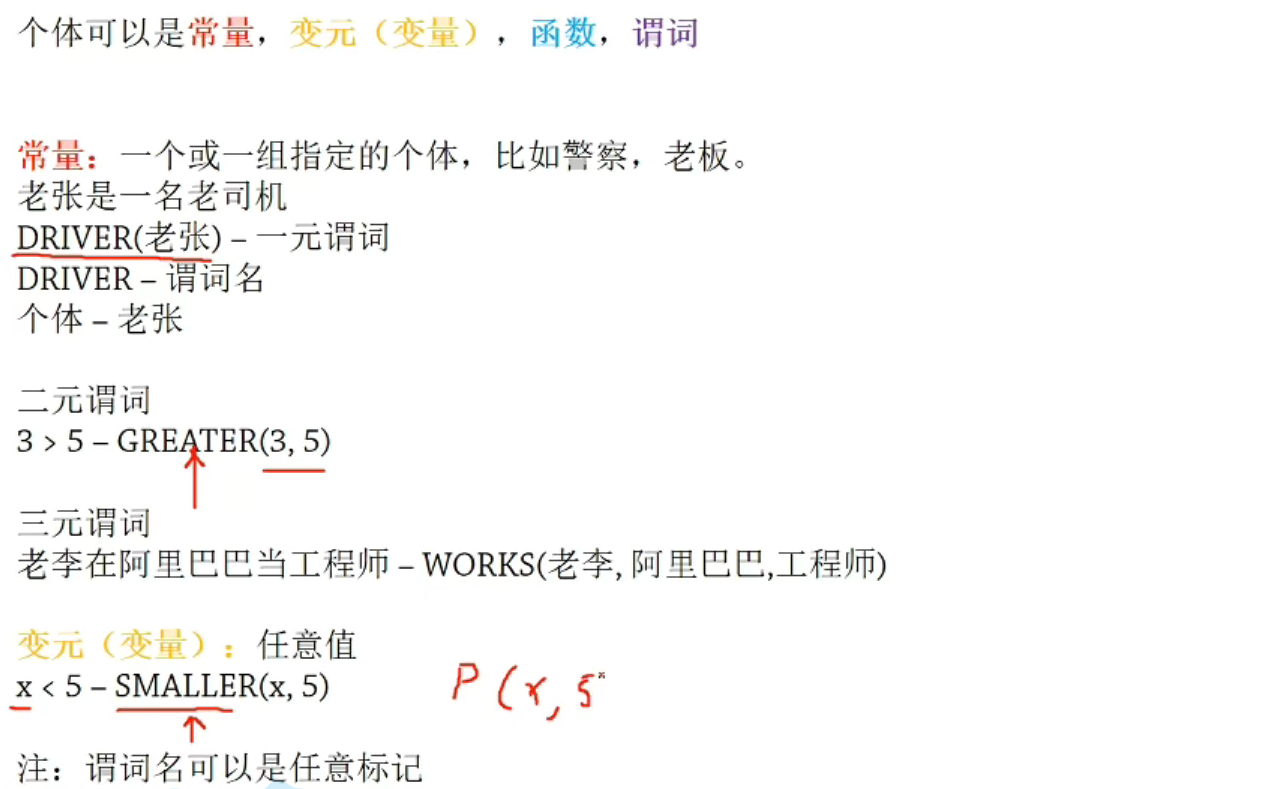 个体可以是常量，变元（变量），函数，谓词
常量：一个或一组指定的个体，比如警察，老板。
老张是一名老司机
DRIVER(老张) – 一元谓词
DRIVER – 谓词名
个体 – 老张
二元谓词
3 > 5 – GREATER(3, 5)
三元谓词
老李在阿里巴巴当工程师 – WORKS(老李, 阿里巴巴,工程师)
变元（变量）：任意值
x < 5 – SMALLER(x, 5) P(x, 5
注：谓词名可以是任意标记